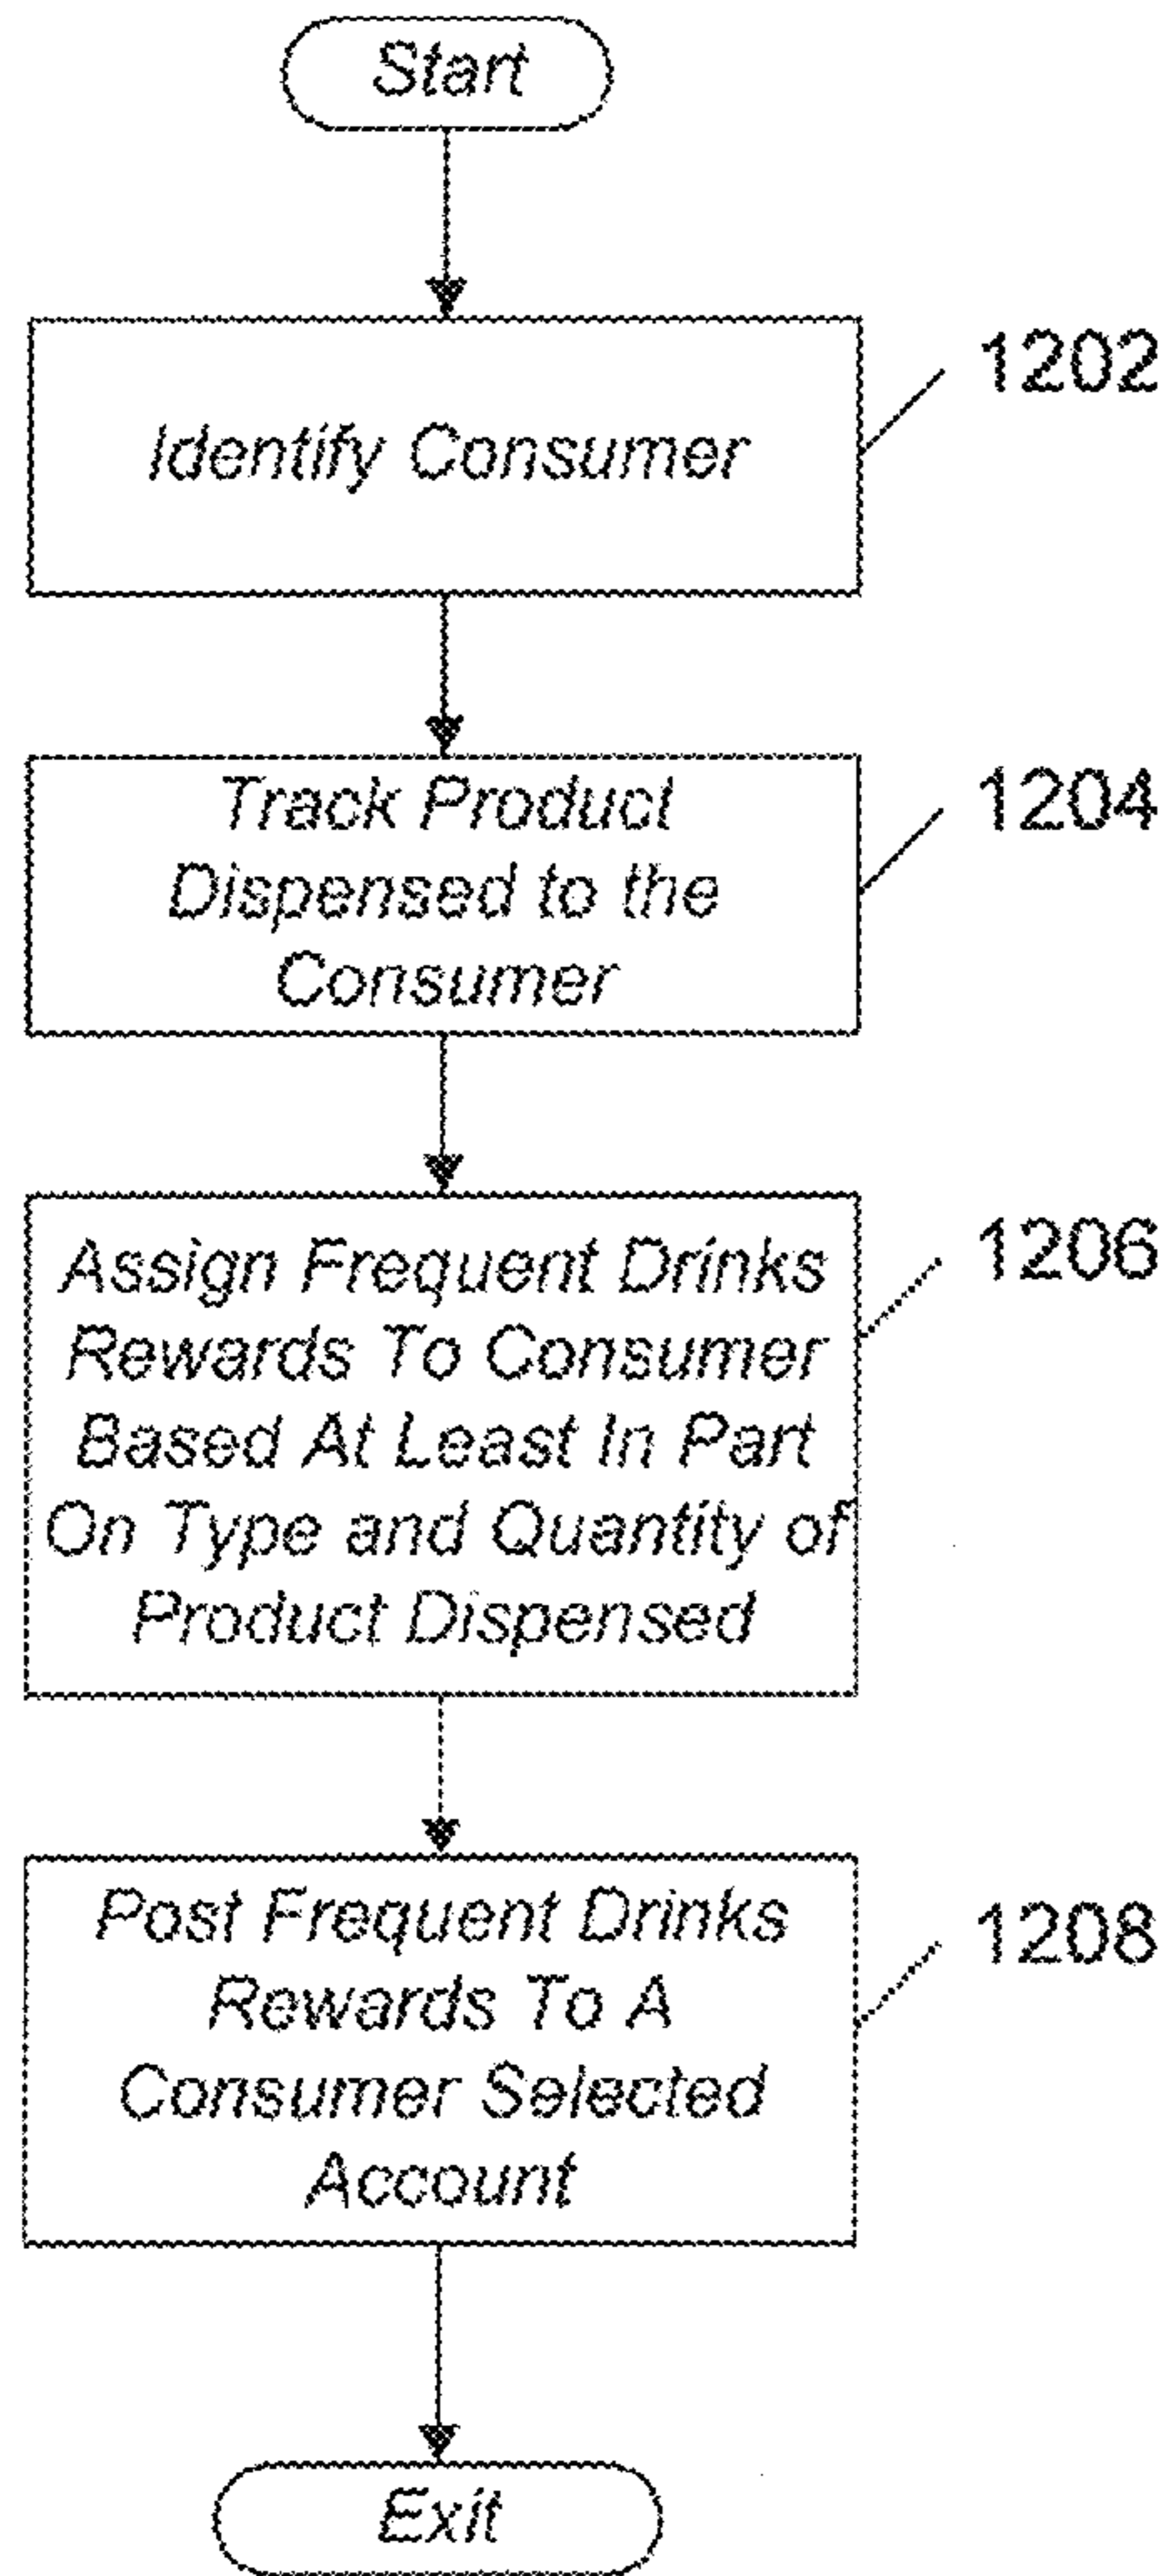 Start
Identify Consumer
1202
Track Product
Dispensed to the
Consumer
1204
Assign Frequent Drinks
Rewards To Consumer
Based At Least In Part
On Type and Quantity of
Product Dispensed
1206
Post Frequent Drinks
Rewards To A
Consumer Selected
Account
1208
Exit